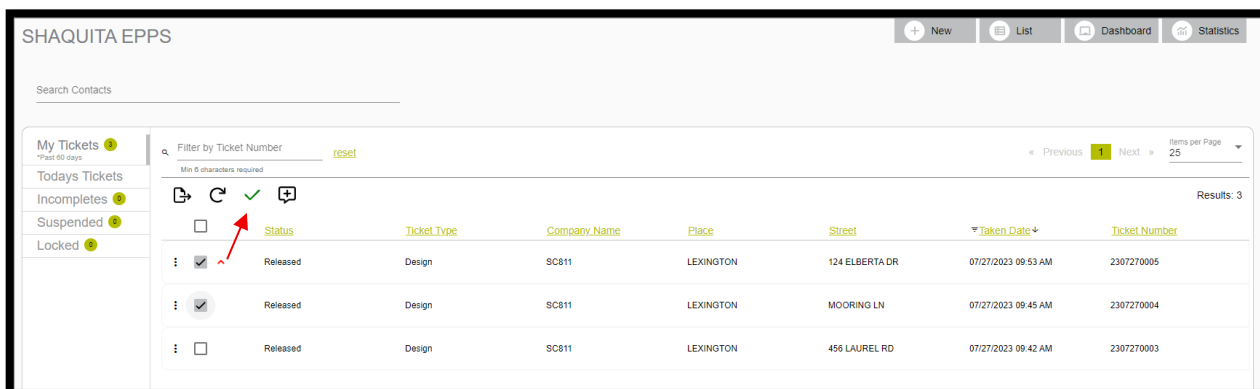 SHAQUITA EPPS
New
List
Dashboard
Statistics
Search Contacts
My Tickets 3
*Past 60 days
Todays Tickets
Incompletes 0
Suspended 0
Locked 0
Filter by Ticket Number
reset
Min 6 characters required
« Previous 1 Next »
Items per Page
25
Results: 3
Status Ticket Type Company Name Place Street Taken Date Ticket Number
Released Design SC811 LEXINGTON 124 ELBERTA DR 07/27/2023 09:53 AM 2307270005
Released Design SC811 LEXINGTON MOORING LN 07/27/2023 09:45 AM 2307270004
Released Design SC811 LEXINGTON 456 LAUREL RD 07/27/2023 09:42 AM 2307270003